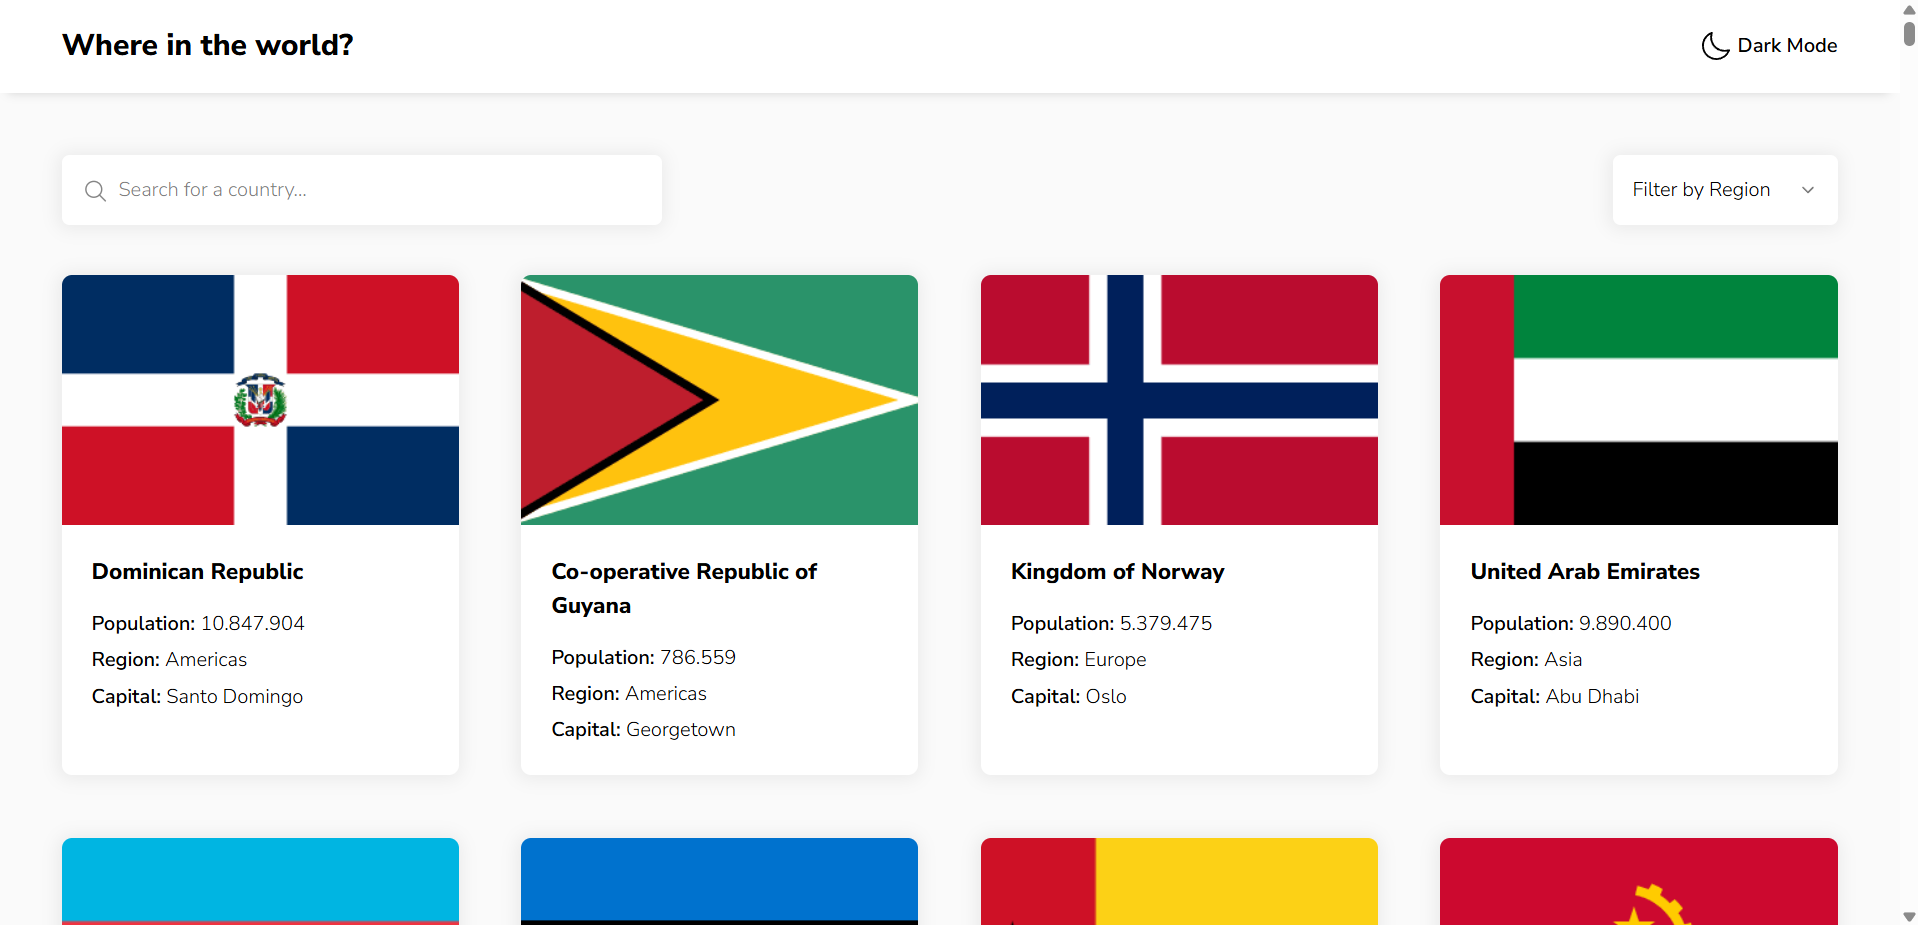 Where in the world?
Dark Mode
Search for a country...
Filter by Region
Dominican Republic
Population: 10.847.904
Region: Americas
Capital: Santo Domingo
Co-operative Republic of
Guyana
Population: 786.559
Region: Americas
Capital: Georgetown
Kingdom of Norway
Population: 5.379.475
Region: Europe
Capital: Oslo
United Arab Emirates
Population: 9.890.400
Region: Asia
Capital: Abu Dhabi